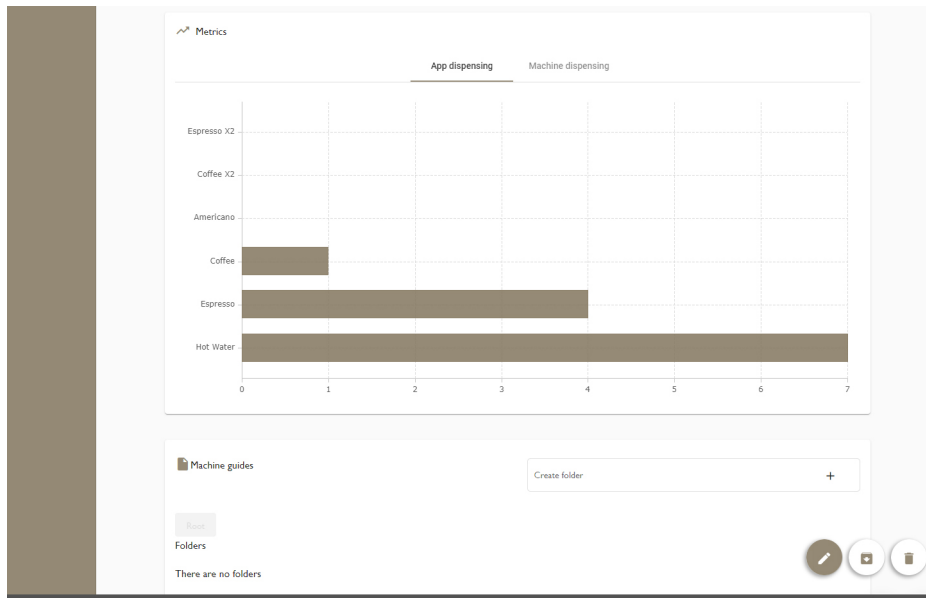 Metrics
App dispensing Machine dispensing
Espresso X2
Coffee X2
Americano
Coffee
Espresso
Hot Water
0 1 2 3 4 5 6 7
Machine guides
Create folder +
Root
Folders
There are no folders